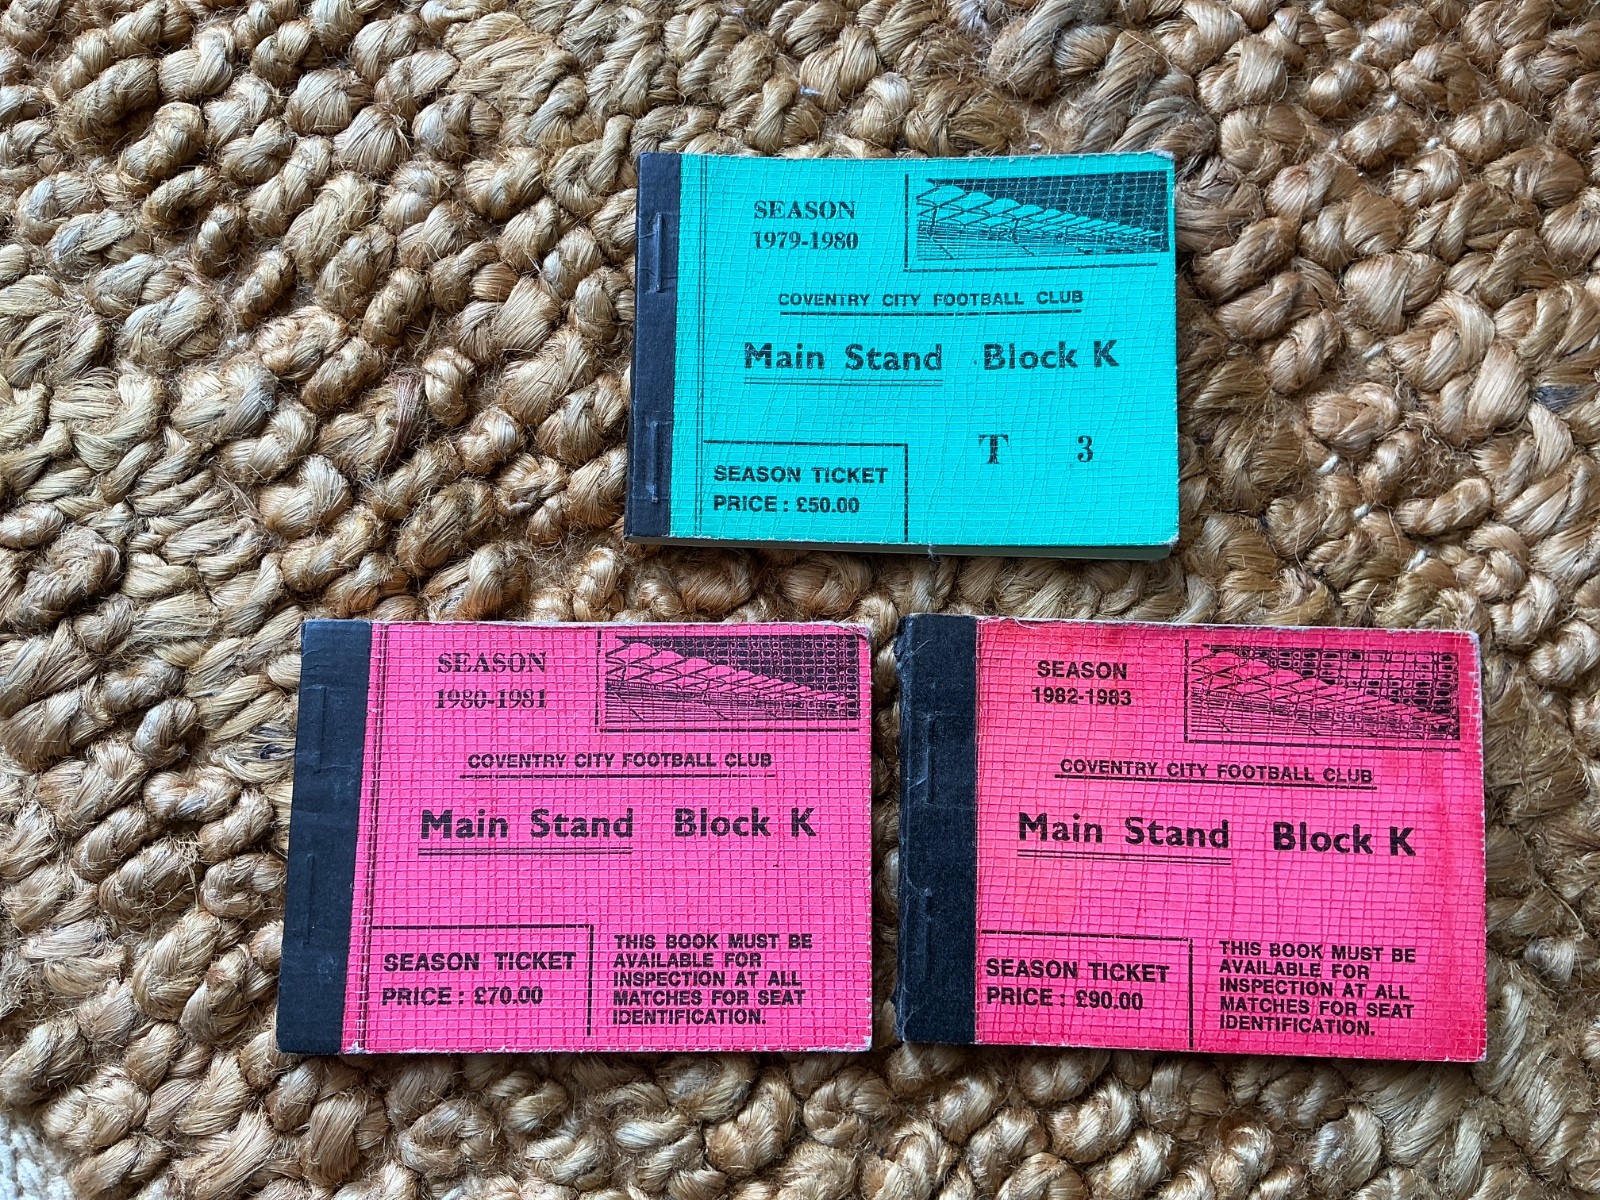 SEASON
1979-1980
COVENTRY CITY FOOTBALL CLUB
Main Stand Block K
T 3
SEASON TICKET
PRICE : £50.00
SEASON
1980-1981
COVENTRY CITY FOOTBALL CLUB
Main Stand Block K
SEASON TICKET
PRICE : £70.00
THIS BOOK MUST BE
AVAILABLE FOR
INSPECTION AT ALL
MATCHES FOR SEAT
IDENTIFICATION.
SEASON
1982-1983
COVENTRY CITY FOOTBALL CLUB
Main Stand Block K
SEASON TICKET
PRICE : £90.00
THIS BOOK MUST BE
AVAILABLE FOR
INSPECTION AT ALL
MATCHES FOR SEAT
IDENTIFICATION.